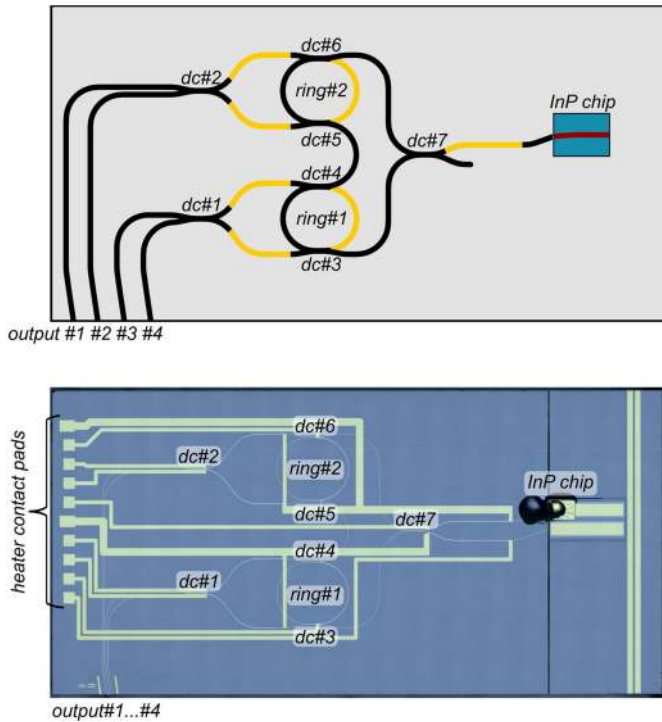 dc#6
dc#2
ring#2
InP chip
dc#5
dc#7
dc#4
dc#1
ring#1
dc#3
output #1 #2 #3 #4
heater contact pads
dc#6
dc#2
ring#2
InP chip
dc#5
dc#7
dc#4
dc#1
ring#1
dc#3
output#1...#4